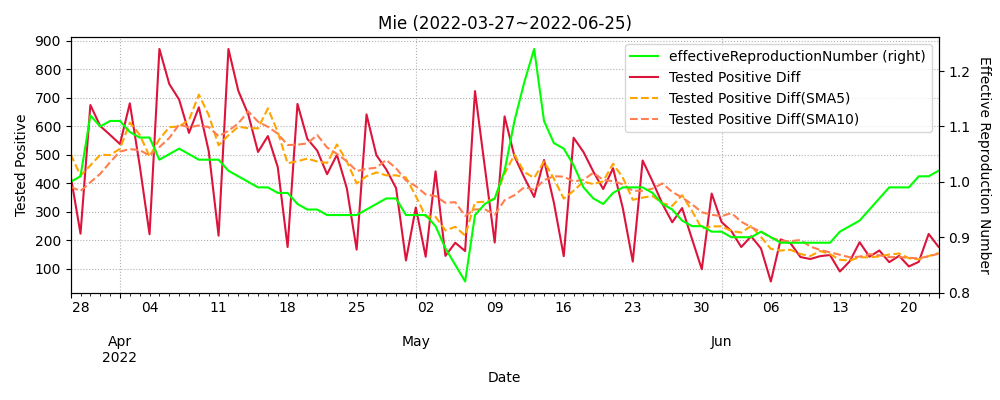 Mie (2022-03-27~2022-06-25)
effectiveReproductionNumber (right)
Tested Positive Diff
Tested Positive Diff(SMA5)
Tested Positive Diff(SMA10)
Tested Positive
900
800
700
600
500
400
300
200
100
1.2
1.1
1.0
0.9
0.8
Effective Reproduction Number
28 04 11 18 25 02 09 16 23 30 06 13 20
Apr May Jun
2022
Date